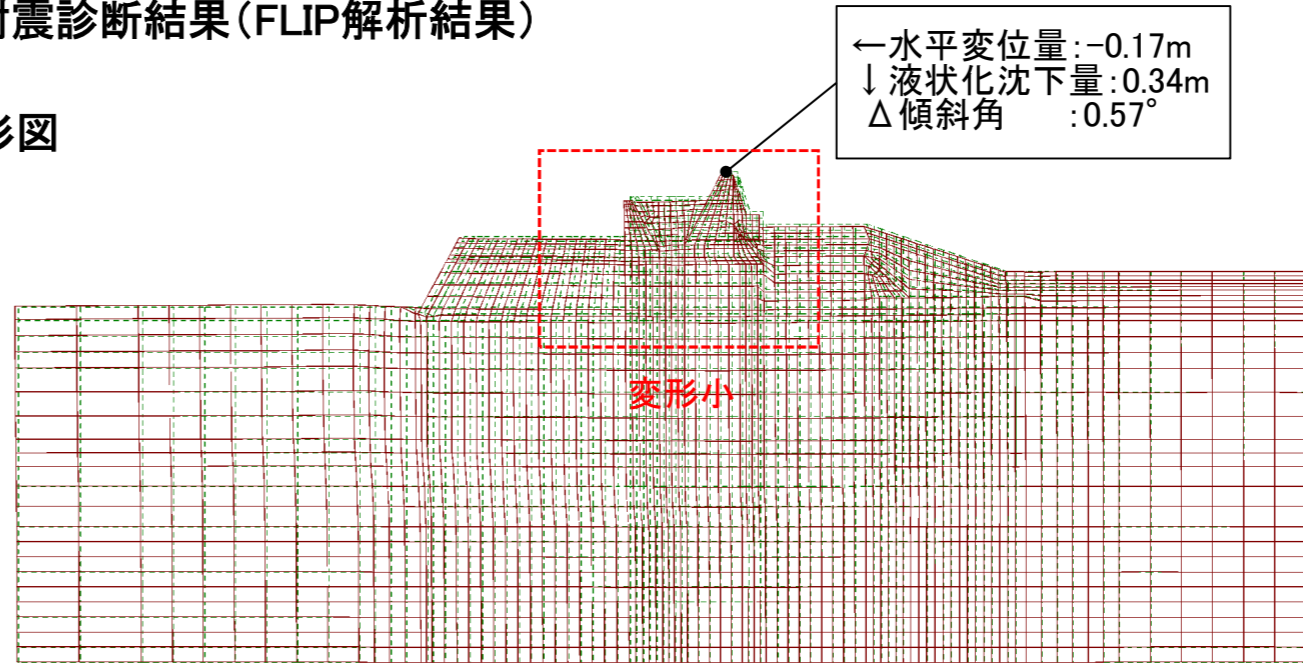 耐震診断結果(FLIP解析結果)
形図
←水平変位量:-0.17m
↓液状化沈下量:0.34m
Δ傾斜角 :0.57°
変形小